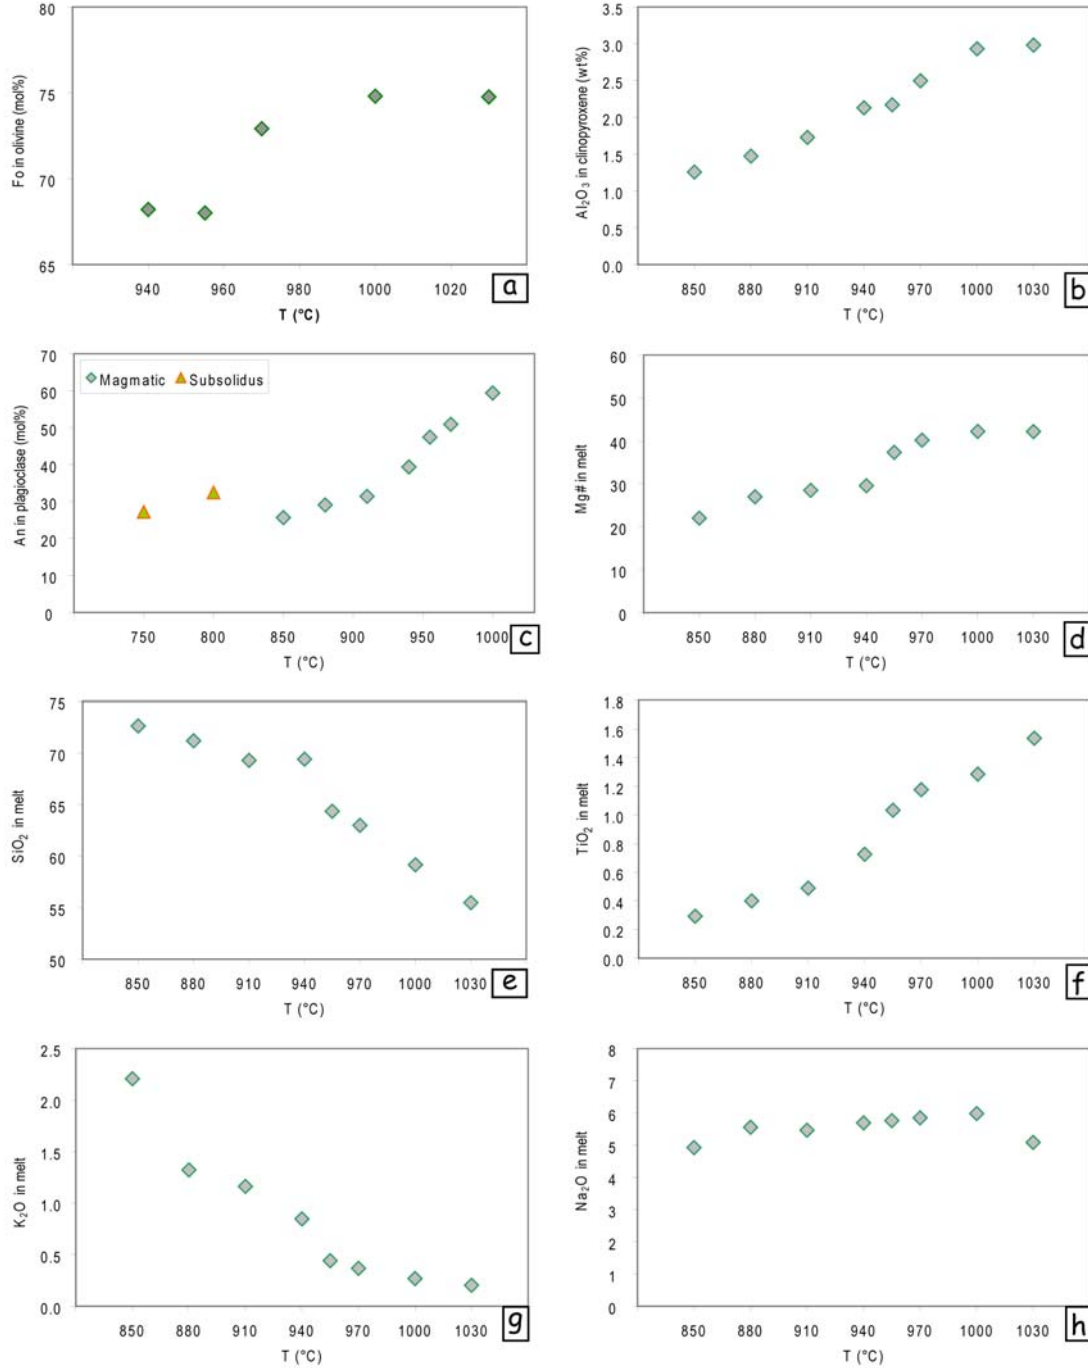 80
75
70
65
Fo in olivine (mol%)
940 960 980 1000 1020
T (°C)
a
3.5
3.0
2.5
2.0
1.5
1.0
0.5
0.0
Al₂O₃ in clinopyroxene (wt%)
850 880 910 940 970 1000 1030
T (°C)
b
70
60
50
40
30
20
10
0
An in plagioclase (mol%)
Magmatic Subsolidus
750 800 850 900 950 1000
T (°C)
c
60
50
40
30
20
10
0
Mg# in melt
850 880 910 940 970 1000 1030
T (°C)
d
75
70
65
60
55
50
SiO₂ in melt
850 880 910 940 970 1000 1030
T (°C)
e
1.8
1.6
1.4
1.2
1.0
0.8
0.6
0.4
0.2
0.0
TiO₂ in melt
850 880 910 940 970 1000 1030
T (°C)
f
2.5
2.0
1.5
1.0
0.5
0.0
K₂O in melt
850 880 910 940 970 1000 1030
T (°C)
g
8
7
6
5
4
3
2
1
0
Na₂O in melt
850 880 910 940 970 1000 1030
T (°C)
h